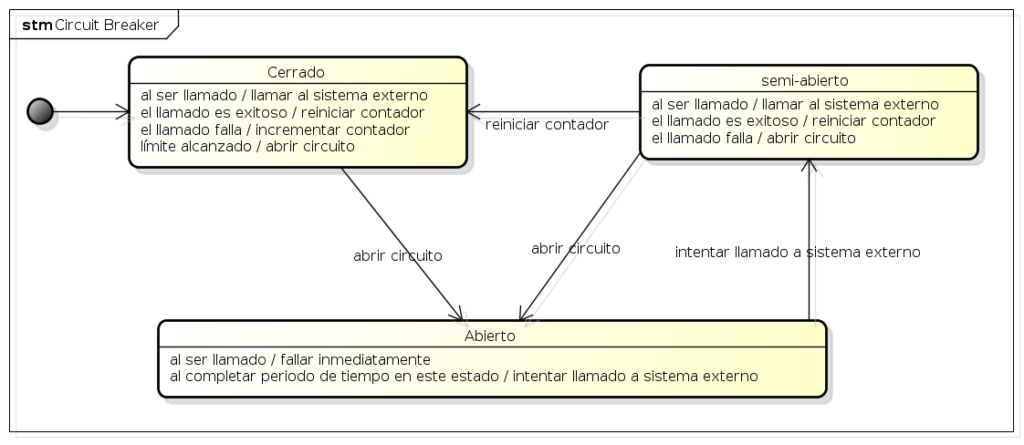 stm Circuit Breaker
Cerrado
al ser llamado / llamar al sistema externo
el llamado es exitoso / reiniciar contador
el llamado falla / incrementar contador
límite alcanzado / abrir circuito
semi-abierto
al ser llamado / llamar al sistema externo
el llamado es exitoso / reiniciar contador
el llamado falla / abrir circuito
reiniciar contador
abrir circuito
abrir circuito
intentar llamado a sistema externo
Abierto
al ser llamado / fallar inmediatamente
al completar periodo de tiempo en este estado / intentar llamado a sistema externo